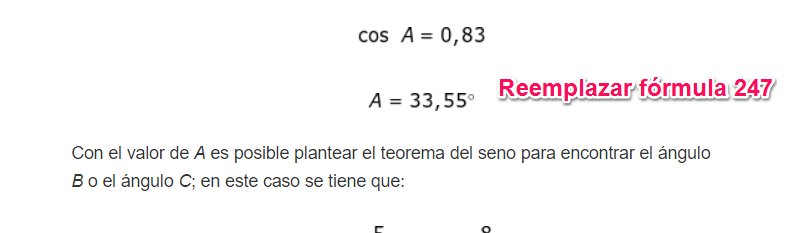 cos A = 0,83
A = 33,55° Reemplazar fórmula 247
Con el valor de A es posible plantear el teorema del seno para encontrar el ángulo
B o el ángulo C; en este caso se tiene que: